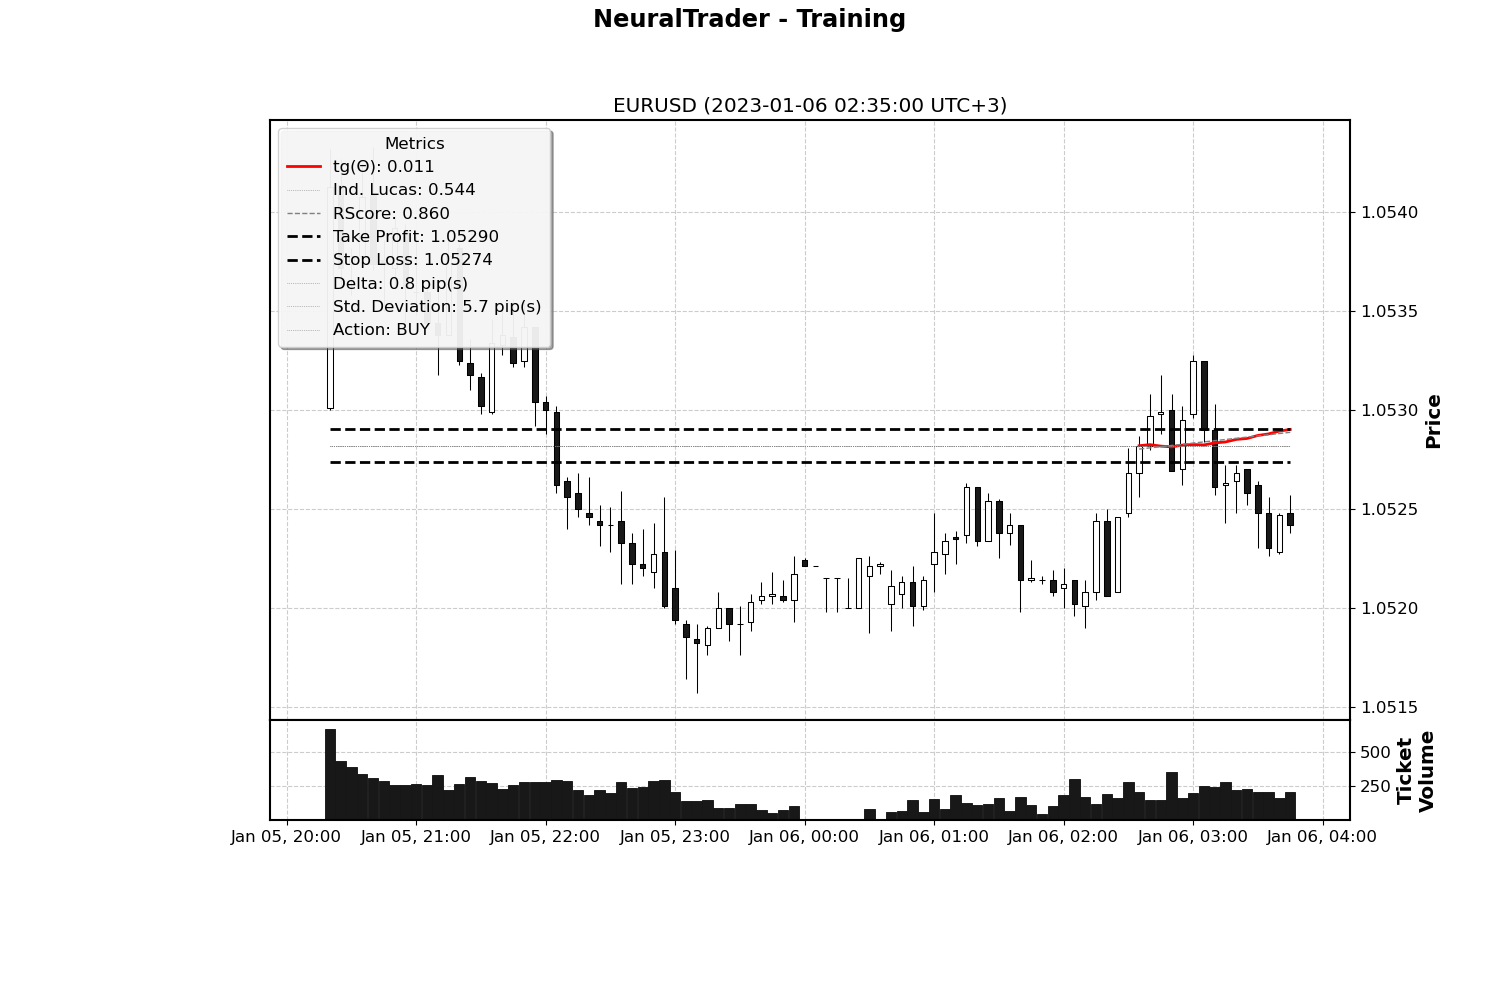 NeuralTrader - Training
EURUSD (2023-01-06 02:35:00 UTC+3)
Metrics
tg(Θ): 0.011
Ind. Lucas: 0.544
RScore: 0.860
Take Profit: 1.05290
Stop Loss: 1.05274
Delta: 0.8 pip(s)
Std. Deviation: 5.7 pip(s)
Action: BUY
1.0540
1.0535
1.0530
1.0525
1.0520
1.0515
Price
500
250
Ticket
Volume
Jan 05, 20:00 Jan 05, 21:00 Jan 05, 22:00 Jan 05, 23:00 Jan 06, 00:00 Jan 06, 01:00 Jan 06, 02:00 Jan 06, 03:00 Jan 06, 04:00